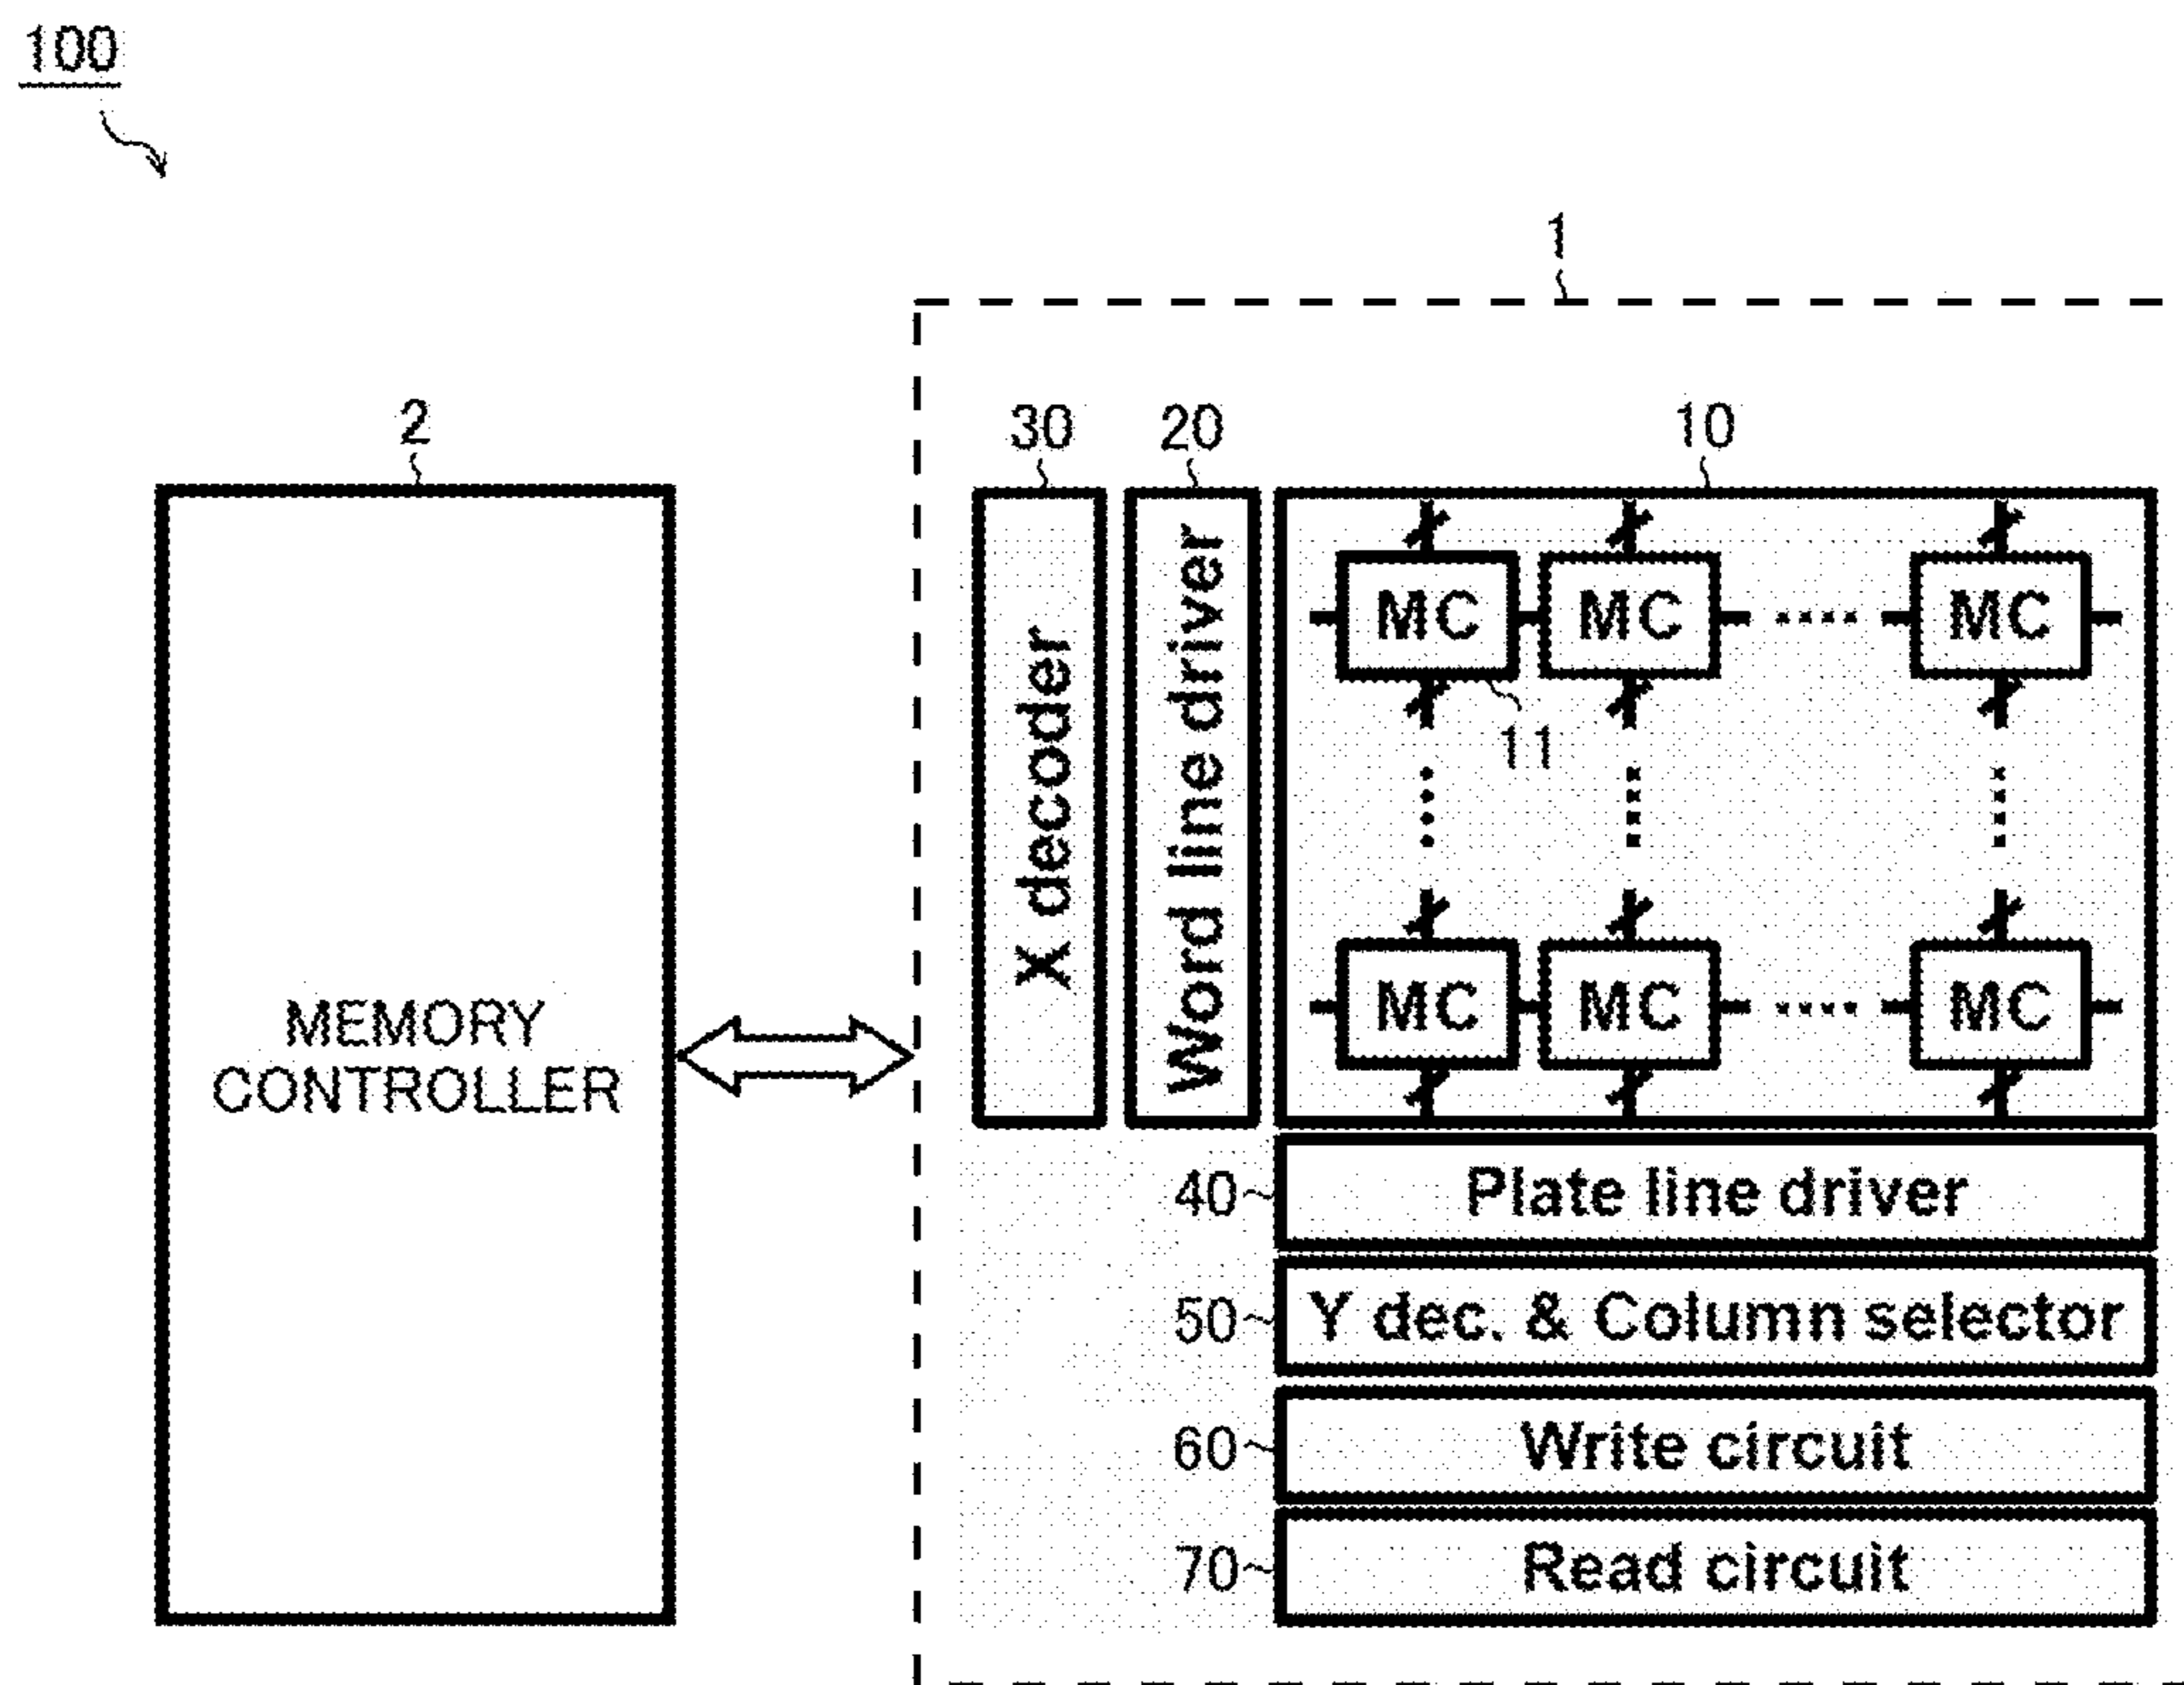 100
1
2
30
20
10
MC MC MC
11
X decoder
Word line driver
MEMORY
CONTROLLER
MC MC MC
40
Plate line driver
50
Y dec. & Column selector
60
Write circuit
70
Read circuit